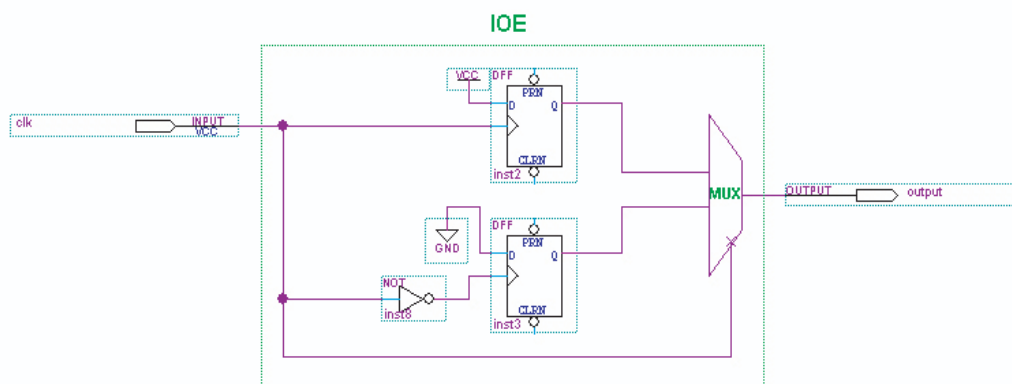 IOE
VCC
DFF
PRN
D
Q
CLRN
inst2
clk
INPUT
VCC
MUX
OUTPUT
output
GND
DFF
PRN
D
Q
CLRN
inst3
NOT
inst8